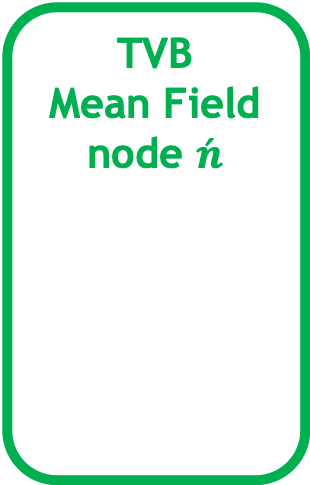 TVB
Mean Field
node ń